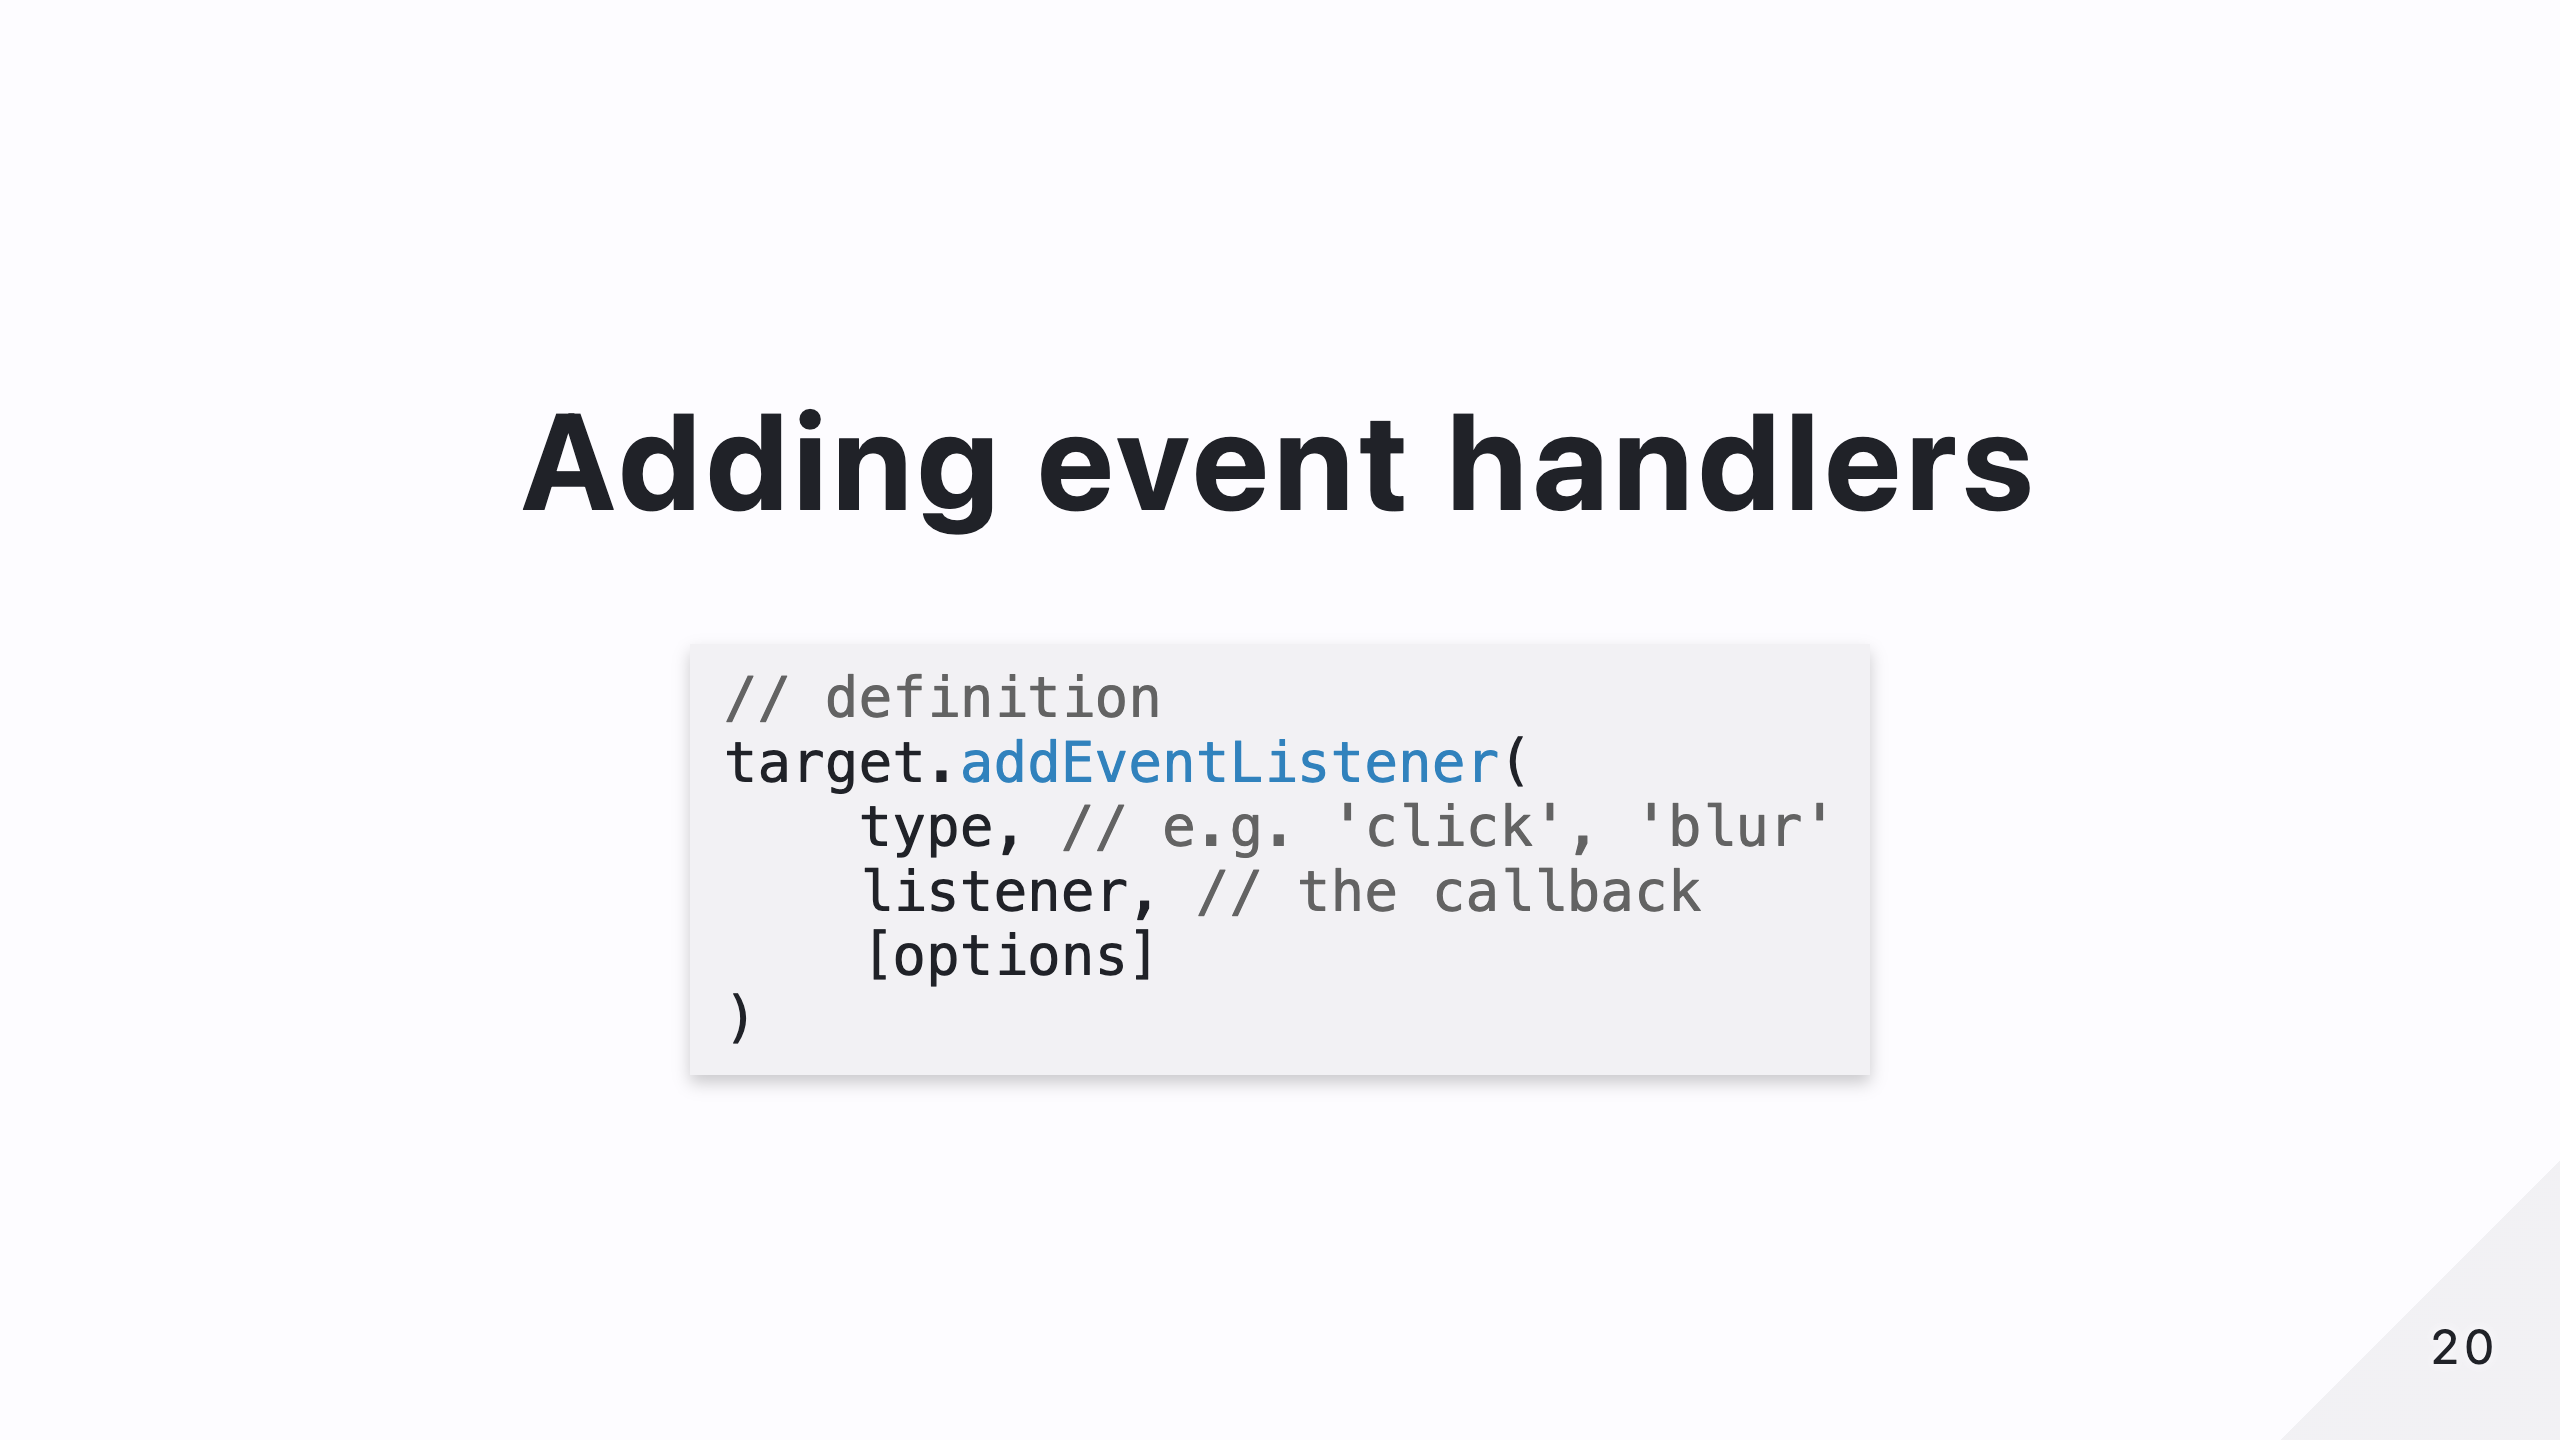 Adding event handlers
// definition
target.addEventListener(
    type, // e.g. 'click', 'blur'
    listener, // the callback
    [options]
)
20